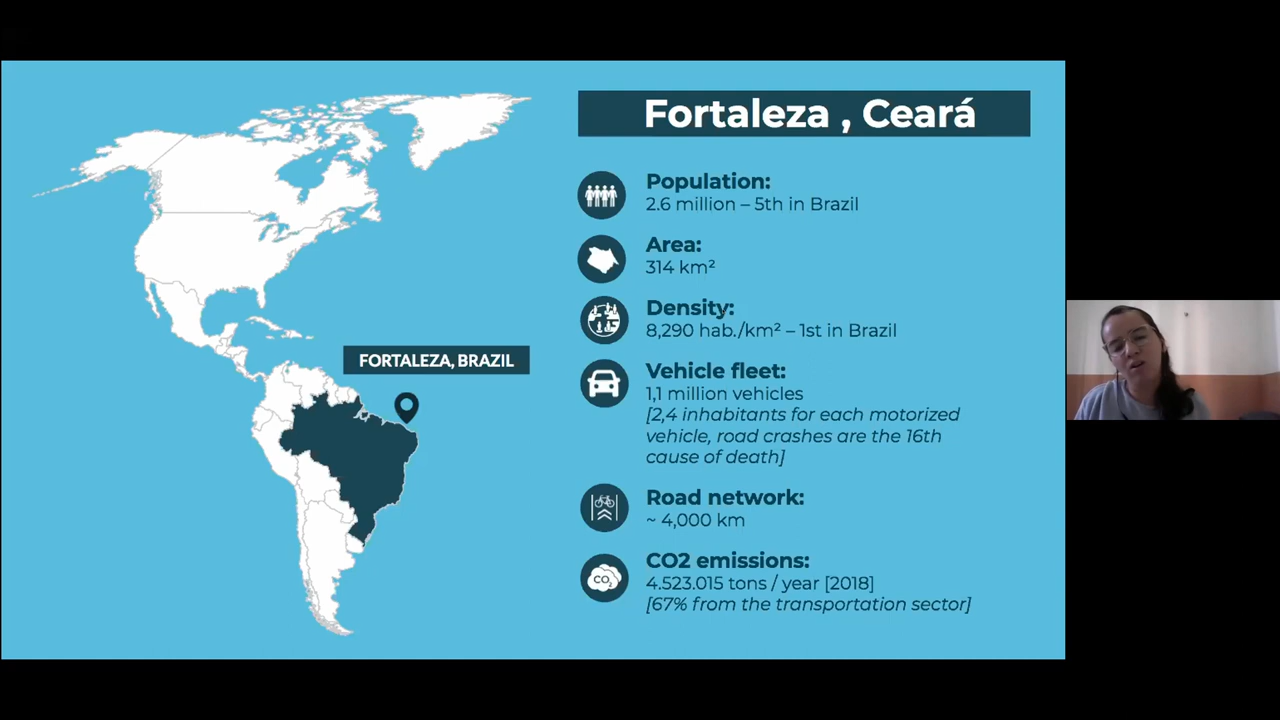 Fortaleza , Ceará
Population:
2.6 million – 5th in Brazil
Area:
314 km²
Density:
8,290 hab./km² – 1st in Brazil
FORTALEZA, BRAZIL
Vehicle fleet:
1,1 million vehicles
[2,4 inhabitants for each motorized
vehicle, road crashes are the 16th
cause of death]
Road network:
~ 4,000 km
CO2 emissions:
CO2
4.523.015 tons / year [2018]
[67% from the transportation sector]